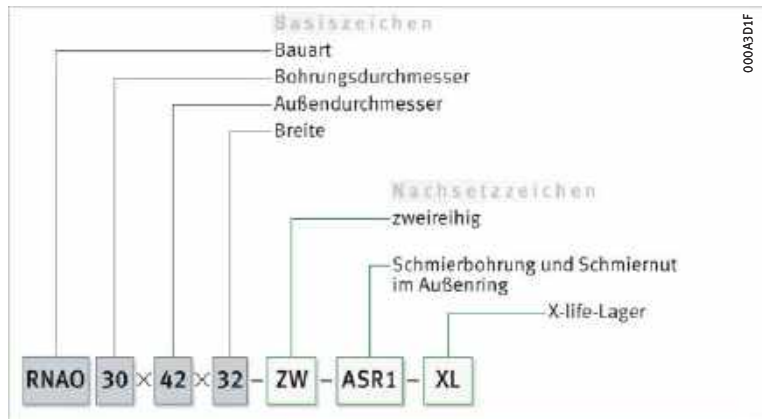 Basiszeichen
Bauart
Bohrungsdurchmesser
Außendurchmesser
Breite
Nachsetzzeichen
zweireihig
Schmierbohrung und Schmiernut
im Außenring
X-life-Lager
RNAO 30 × 42 × 32 – ZW – ASR1 – XL
000A3D1F